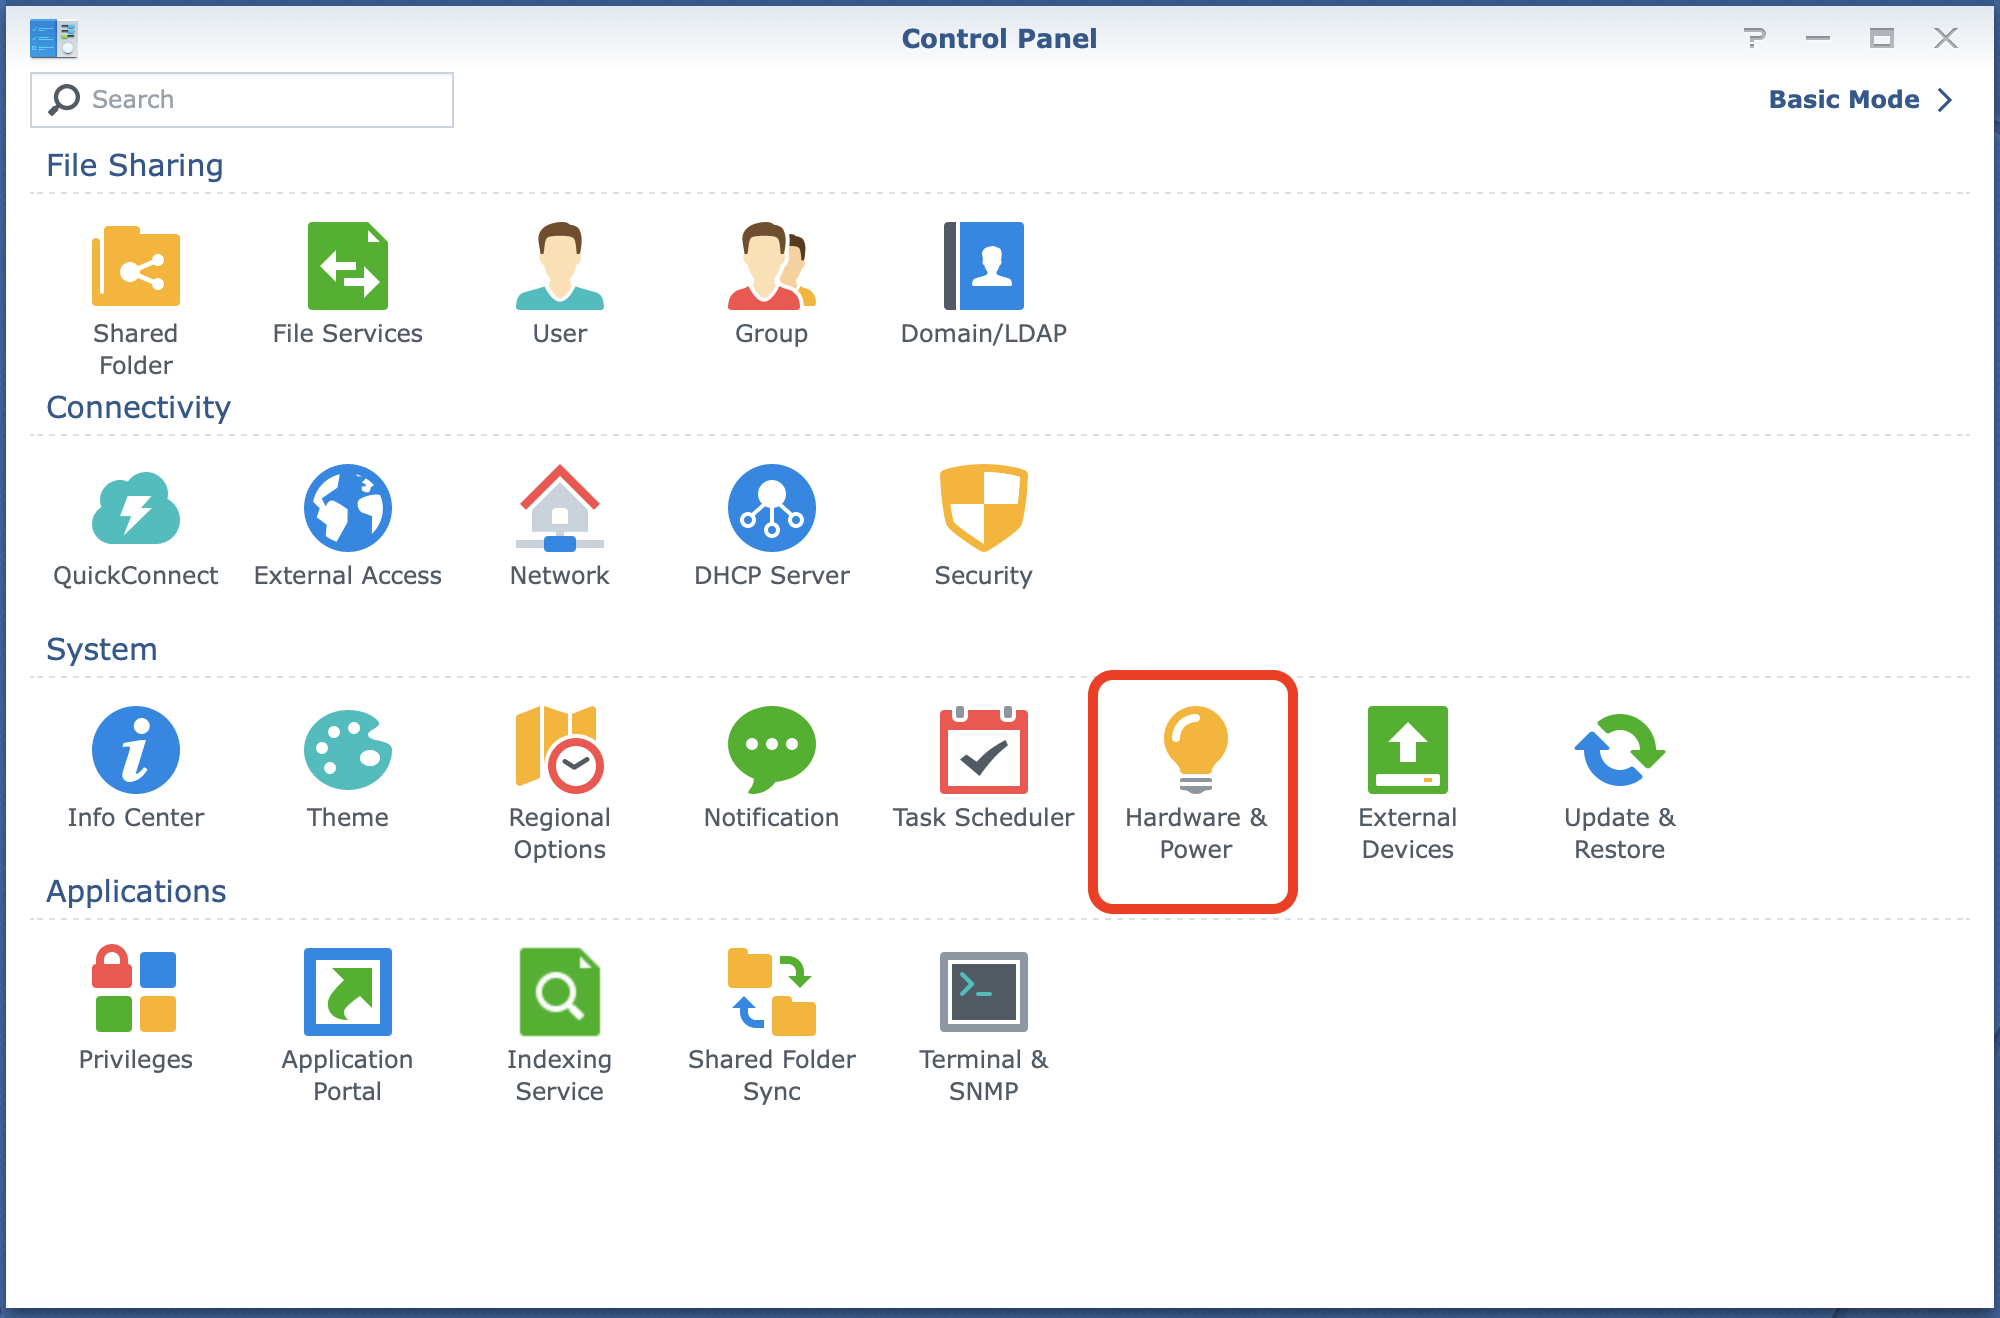 Control Panel
Search
Basic Mode
File Sharing
Shared
Folder
File Services
User
Group
Domain/LDAP
Connectivity
QuickConnect
External Access
Network
DHCP Server
Security
System
Info Center
Theme
Regional
Options
Notification
Task Scheduler
Hardware &
Power
External
Devices
Update &
Restore
Applications
Privileges
Application
Portal
Indexing
Service
Shared Folder
Sync
Terminal &
SNMP